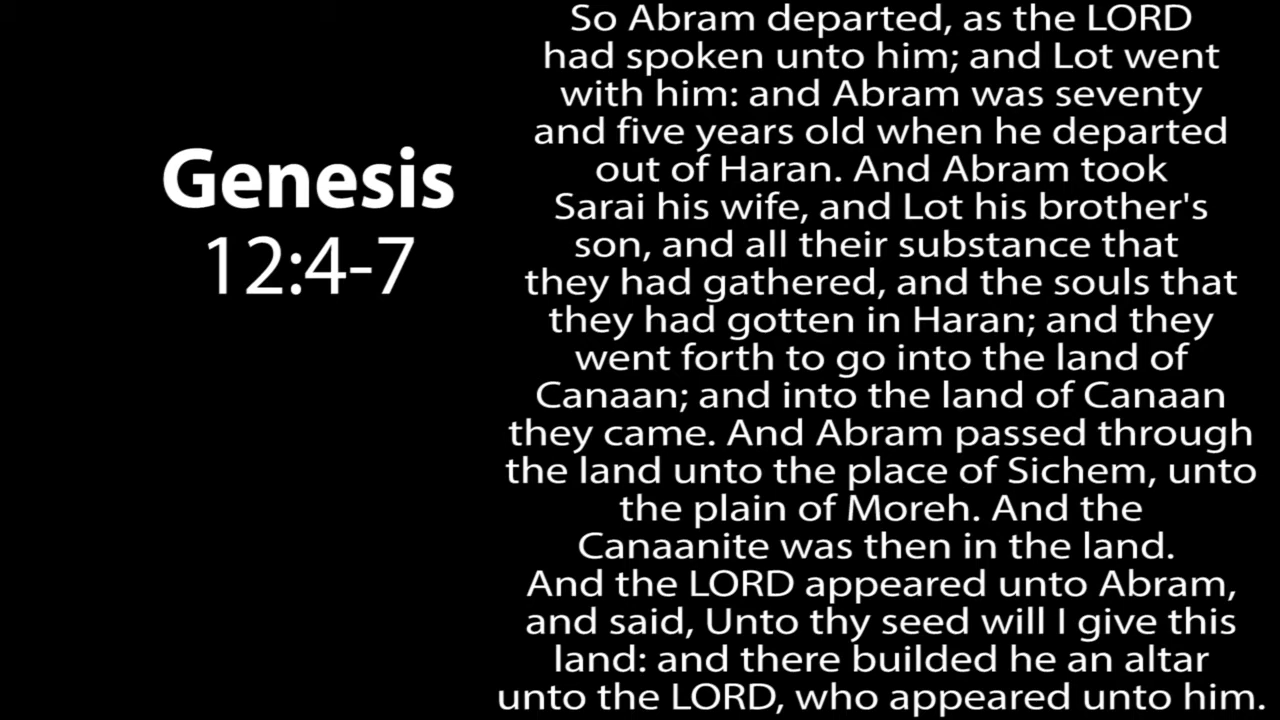 Genesis
12:4-7
So Abram departed, as the LORD
had spoken unto him; and Lot went
with him: and Abram was seventy
and five years old when he departed
out of Haran. And Abram took
Sarai his wife, and Lot his brother's
son, and all their substance that
they had gathered, and the souls that
they had gotten in Haran; and they
went forth to go into the land of
Canaan; and into the land of Canaan
they came. And Abram passed through
the land unto the place of Sichem, unto
the plain of Moreh. And the
Canaanite was then in the land.
And the LORD appeared unto Abram,
and said, Unto thy seed will I give this
land: and there builded he an altar
unto the LORD, who appeared unto him.